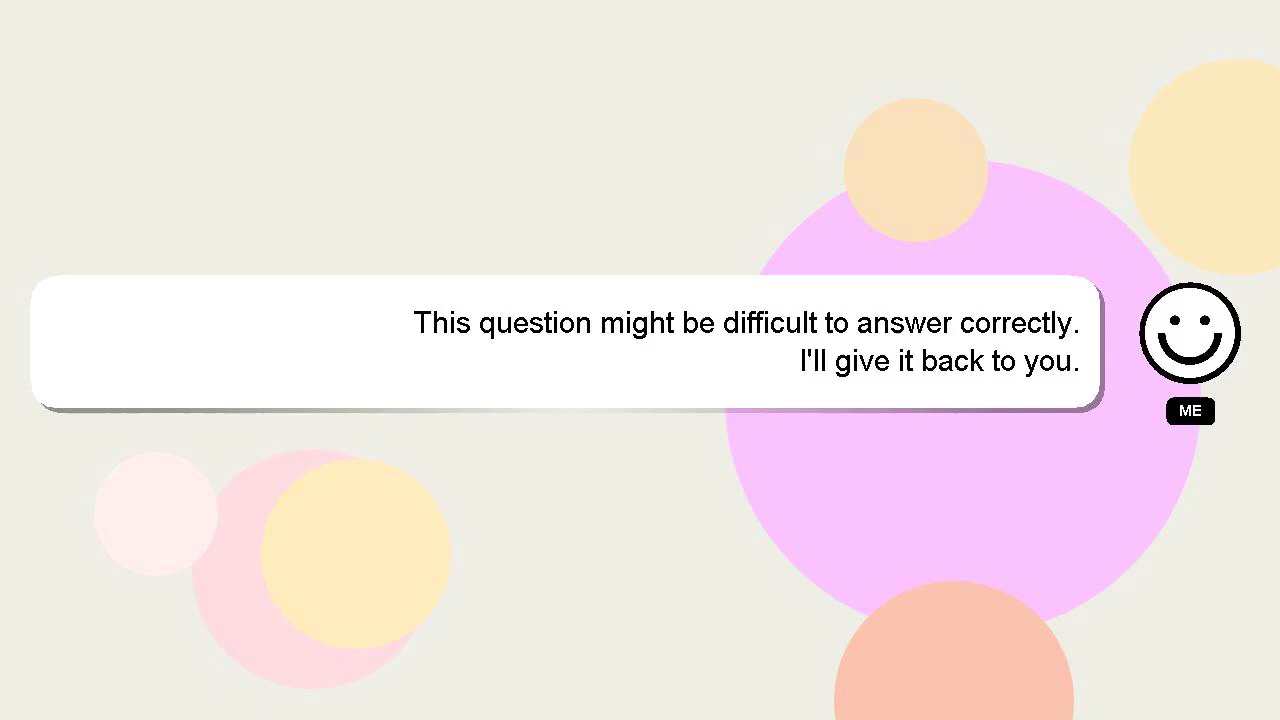 This question might be difficult to answer correctly.
I'll give it back to you.
ME